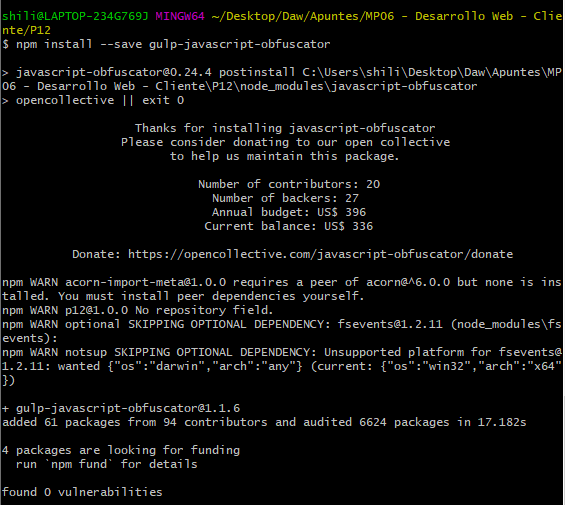 shili@LAPTOP-234G769J MINGW64 ~/Desktop/Daw/Apuntes/MP06 - Desarrollo Web - Clie
nte/P12
$ npm install --save gulp-javascript-obfuscator
> javascript-obfuscator@0.24.4 postinstall C:\Users\shili\Desktop\Daw\Apuntes\MP
06 - Desarrollo Web - Cliente\P12\node_modules\javascript-obfuscator
> opencollective || exit 0
Thanks for installing javascript-obfuscator
Please consider donating to our open collective
to help us maintain this package.
Number of contributors: 20
Number of backers: 27
Annual budget: US$ 396
Current balance: US$ 336
Donate: https://opencollective.com/javascript-obfuscator/donate
npm WARN acorn-import-meta@1.0.0 requires a peer of acorn@^6.0.0 but none is ins
talled. You must install peer dependencies yourself.
npm WARN p12@1.0.0 No repository field.
npm WARN optional SKIPPING OPTIONAL DEPENDENCY: fsevents@1.2.11 (node_modules\fs
events):
npm WARN notsup SKIPPING OPTIONAL DEPENDENCY: Unsupported platform for fsevents@
1.2.11: wanted {"os":"darwin","arch":"any"} (current: {"os":"win32","arch":"x64"
})
+ gulp-javascript-obfuscator@1.1.6
added 61 packages from 94 contributors and audited 6624 packages in 17.182s
4 packages are looking for funding
run `npm fund` for details
found 0 vulnerabilities